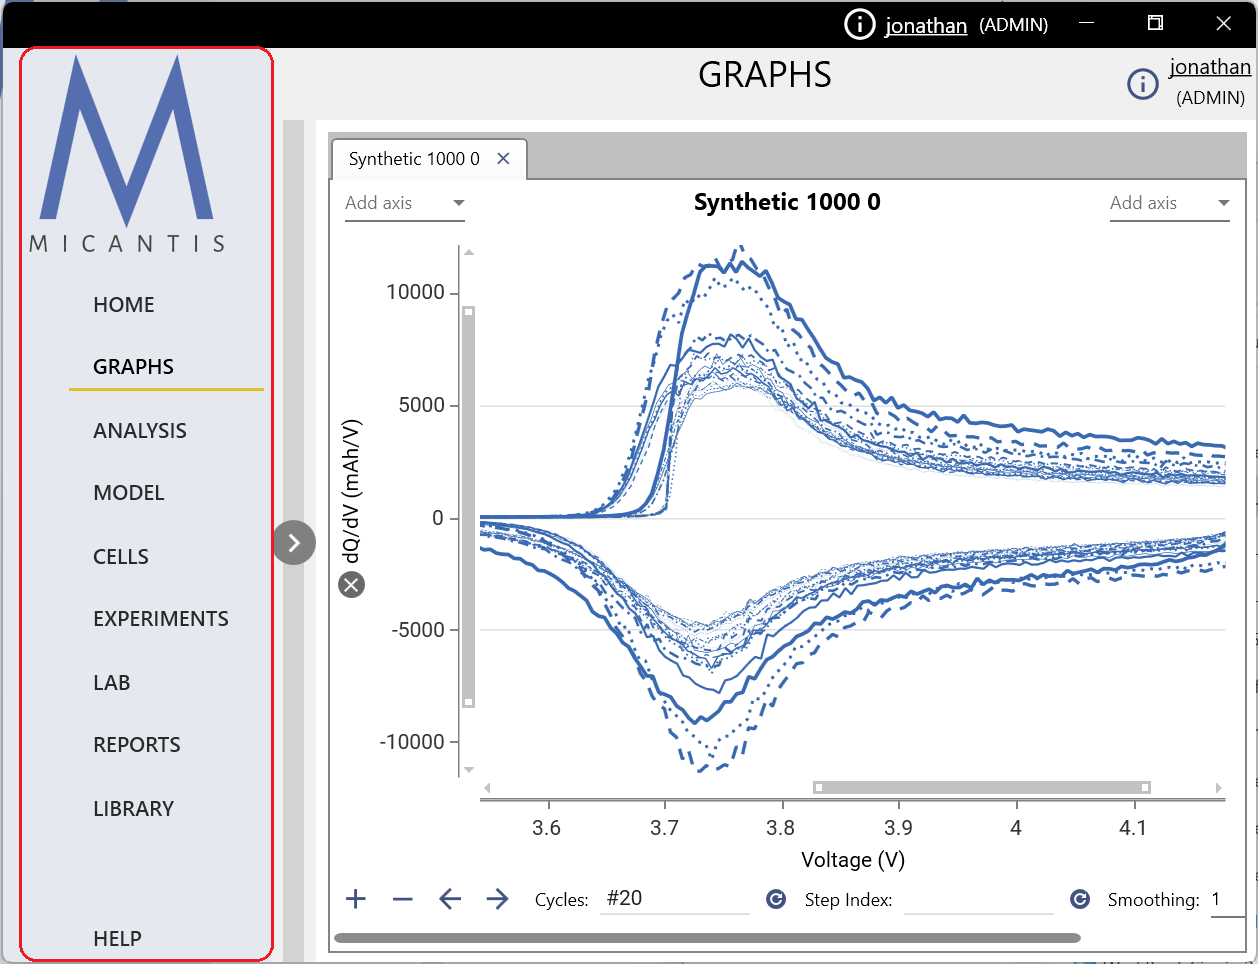 jonathan (ADMIN)
MICANTIS
HOME
GRAPHS
ANALYSIS
MODEL
CELLS
EXPERIMENTS
LAB
REPORTS
LIBRARY
HELP
GRAPHS
jonathan
(ADMIN)
Synthetic 1000 0
Add axis
Synthetic 1000 0
Add axis
dQ/dV (mAh/V)
10000
5000
0
-5000
-10000
3.6 3.7 3.8 3.9 4 4.1
Voltage (V)
Cycles: #20 Step Index: Smoothing: 1